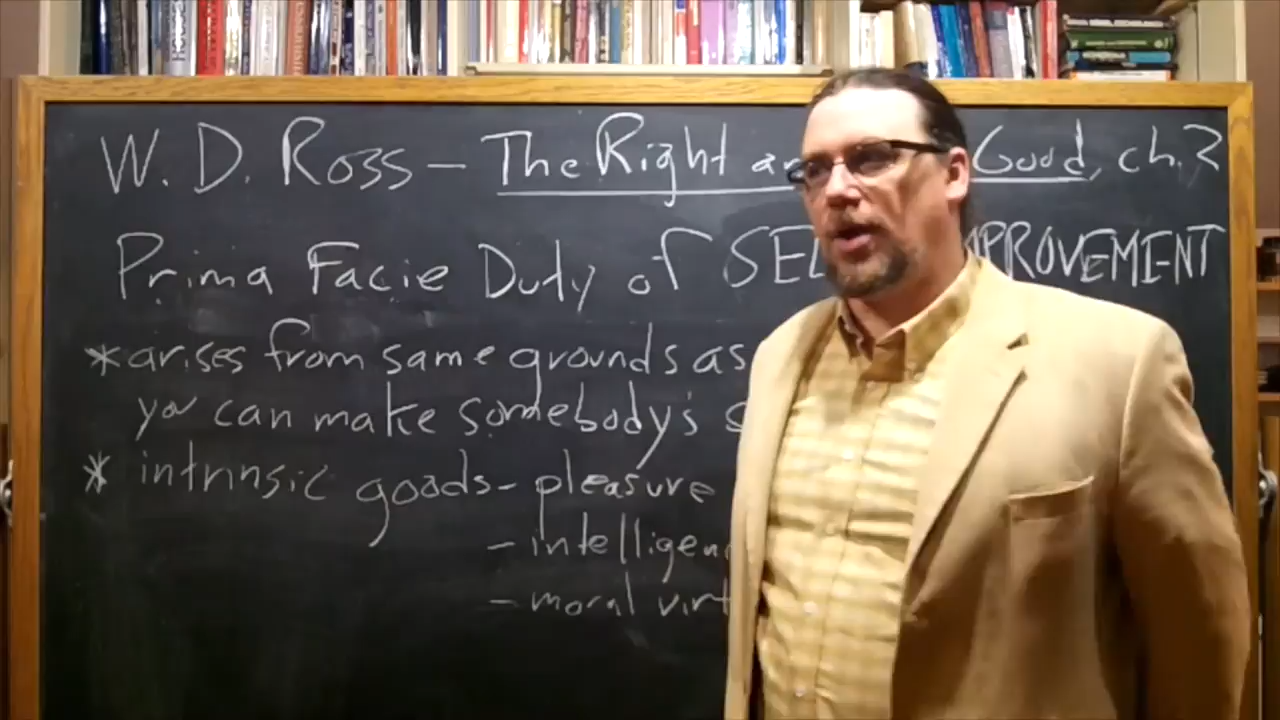 W. D. Ross – The Right a Good, ch. 2
Prima Facie Duty of SEL PROVEMENT
* arises from same grounds as
you can make somebody's
* intrinsic goods – pleasure
– intelligen
– moral virt